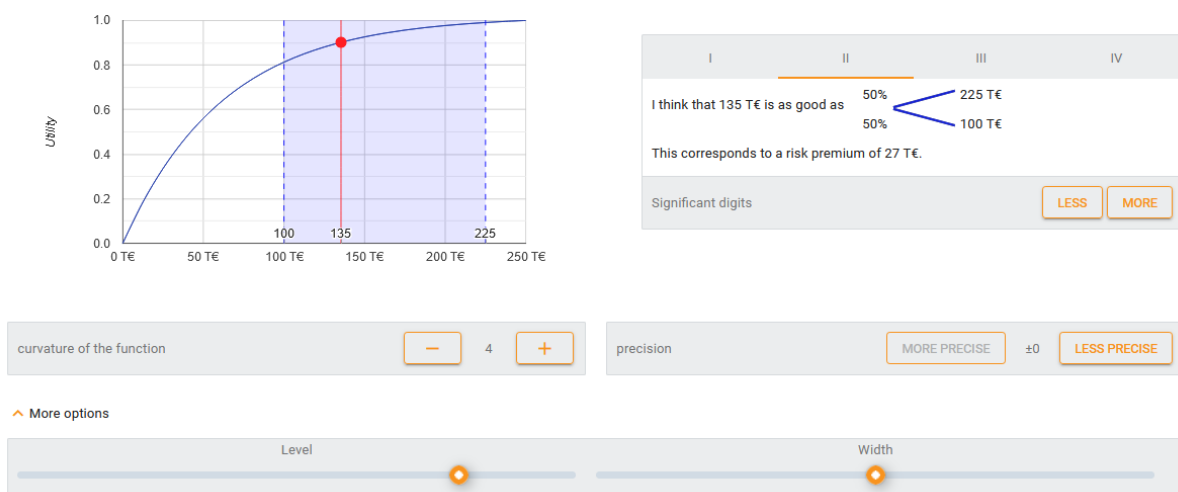 1.0
0.8
0.6
0.4
0.2
0.0
Utility
100 135 225
0 T€ 50 T€ 100 T€ 150 T€ 200 T€ 250 T€
I II III IV
50% 225 T€
I think that 135 T€ is as good as
50% 100 T€
This corresponds to a risk premium of 27 T€.
Significant digits LESS MORE
curvature of the function − 4 +
precision MORE PRECISE ±0 LESS PRECISE
More options
Level Width